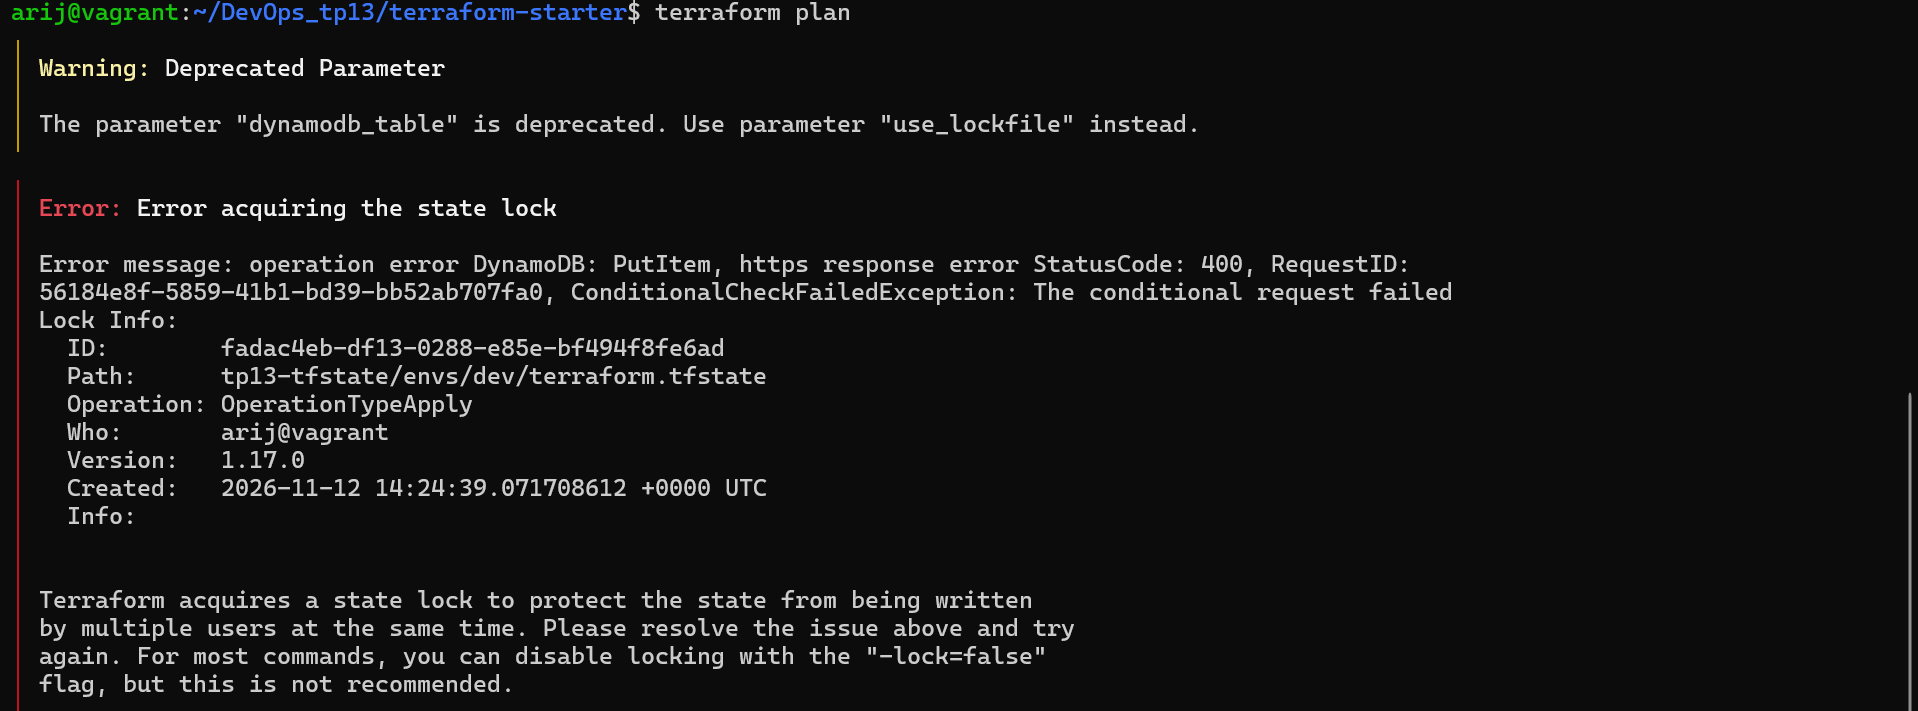 arij@vagrant:~/DevOps_tp13/terraform-starter$ terraform plan
Warning: Deprecated Parameter
The parameter "dynamodb_table" is deprecated. Use parameter "use_lockfile" instead.
Error: Error acquiring the state lock
Error message: operation error DynamoDB: PutItem, https response error StatusCode: 400, RequestID:
56184e8f-5859-41b1-bd39-bb52ab707fa0, ConditionalCheckFailedException: The conditional request failed
Lock Info:
  ID:        fadac4eb-df13-0288-e85e-bf494f8fe6ad
  Path:      tp13-tfstate/envs/dev/terraform.tfstate
  Operation: OperationTypeApply
  Who:       arij@vagrant
  Version:   1.17.0
  Created:   2026-11-12 14:24:39.071708612 +0000 UTC
  Info:
Terraform acquires a state lock to protect the state from being written
by multiple users at the same time. Please resolve the issue above and try
again. For most commands, you can disable locking with the "-lock=false"
flag, but this is not recommended.